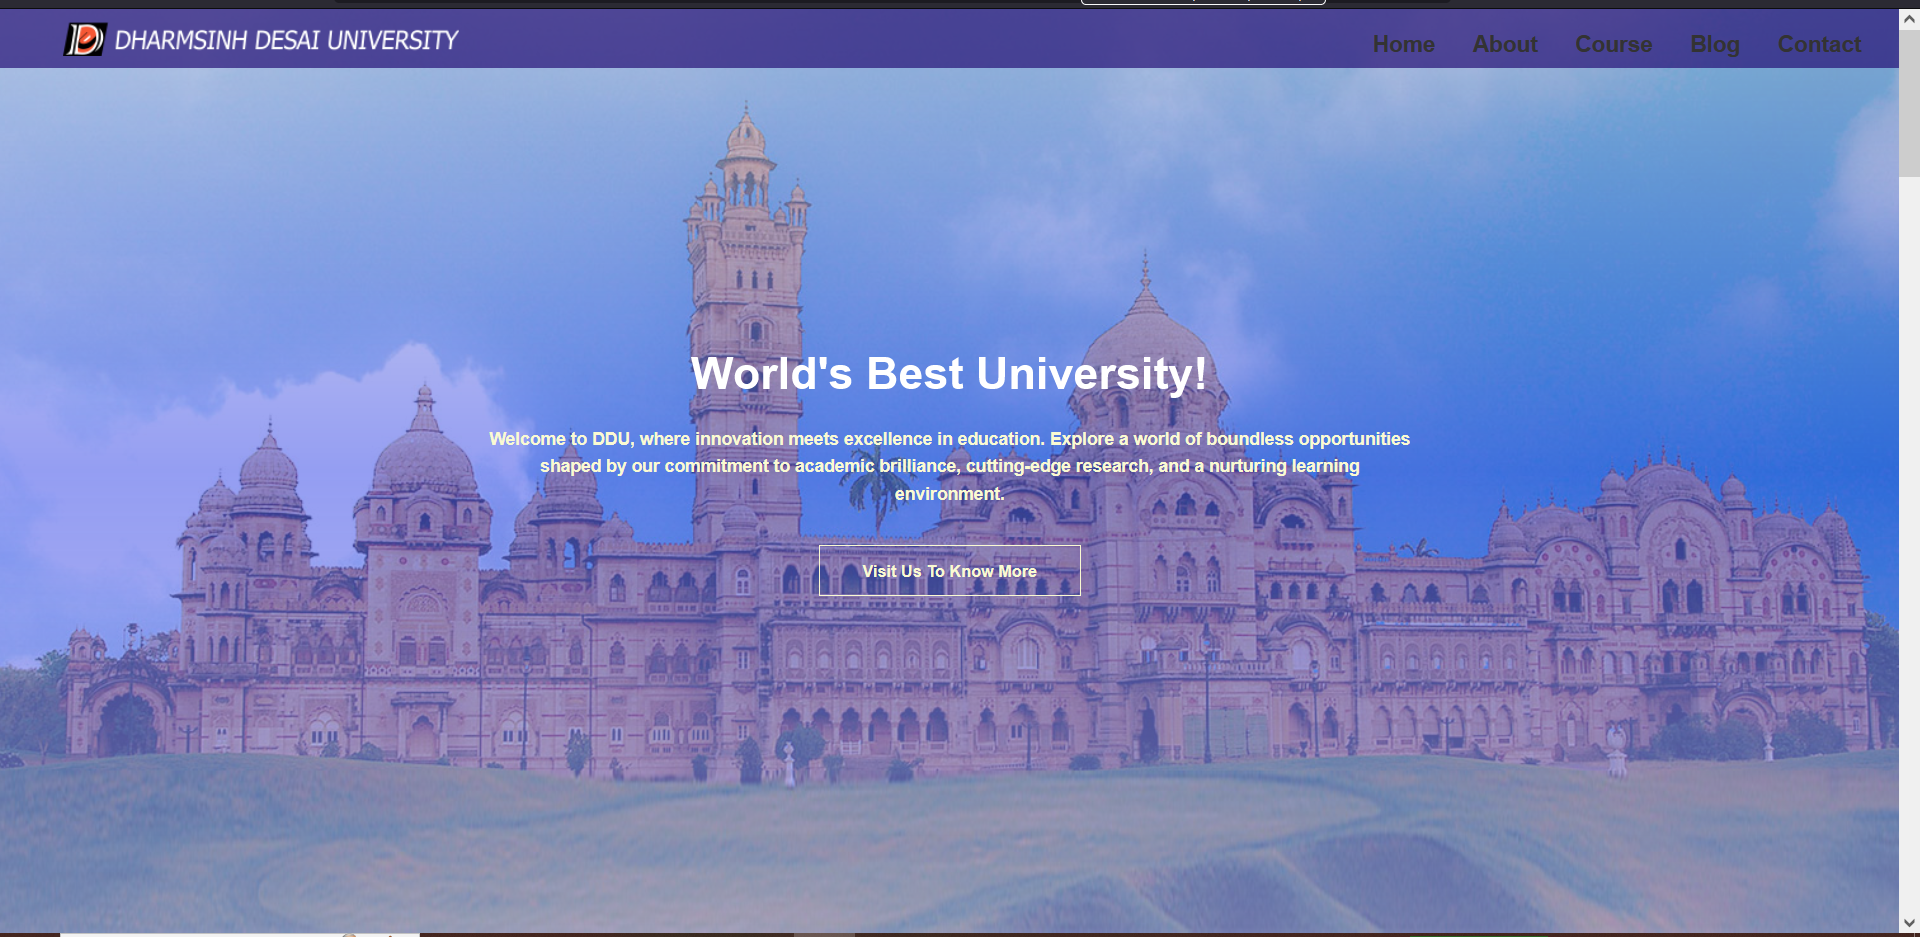 DHARMSINH DESAI UNIVERSITY
Home About Course Blog Contact
World's Best University!
Welcome to DDU, where innovation meets excellence in education. Explore a world of boundless opportunities
shaped by our commitment to academic brilliance, cutting-edge research, and a nurturing learning
environment.
Visit Us To Know More